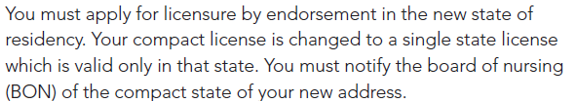 You must apply for licensure by endorsement in the new state of
residency. Your compact license is changed to a single state license
which is valid only in that state. You must notify the board of nursing
(BON) of the compact state of your new address.